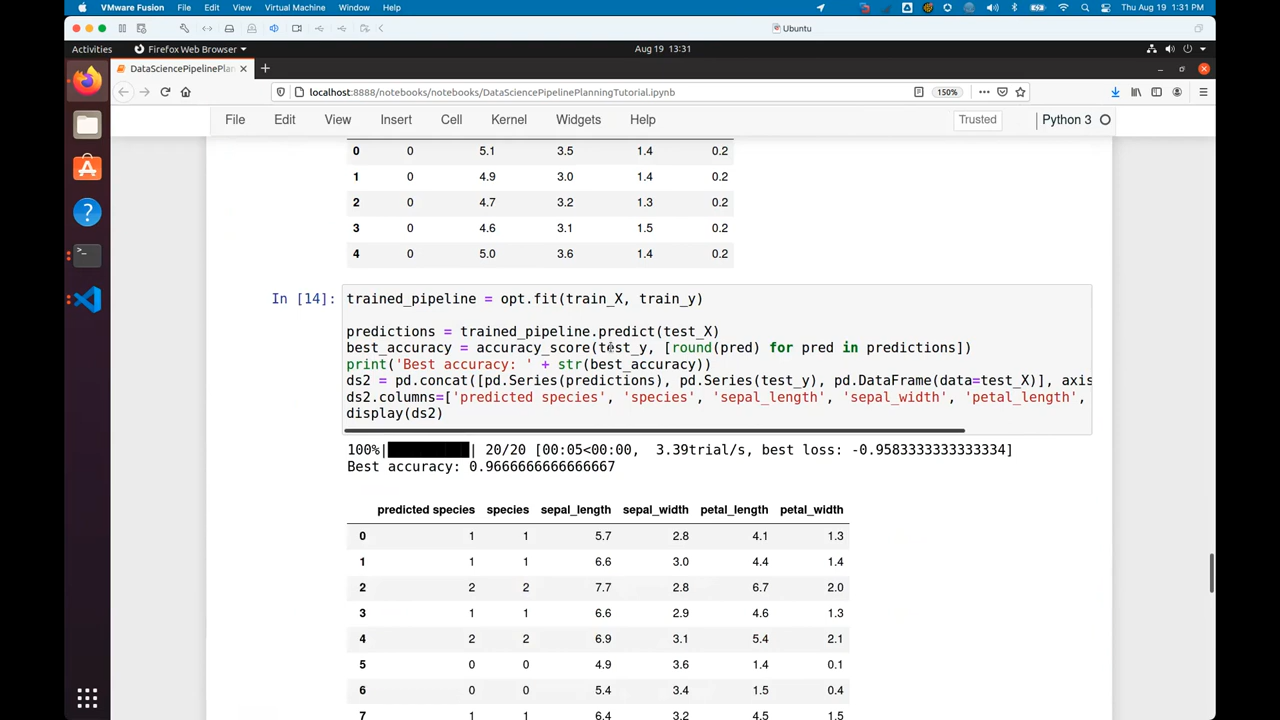 VMware Fusion File Edit View Virtual Machine Window Help Thu Aug 19 1:31 PM
Ubuntu
Activities Firefox Web Browser Aug 19 13:31
DataSciencePipelinePlan
localhost:8888/notebooks/notebooks/DataSciencePipelinePlanningTutorial.ipynb 150%
File Edit View Insert Cell Kernel Widgets Help Trusted Python 3
0 0 5.1 3.5 1.4 0.2
1 0 4.9 3.0 1.4 0.2
2 0 4.7 3.2 1.3 0.2
3 0 4.6 3.1 1.5 0.2
4 0 5.0 3.6 1.4 0.2
In [14]: trained_pipeline = opt.fit(train_X, train_y)
predictions = trained_pipeline.predict(test_X)
best_accuracy = accuracy_score(test_y, [round(pred) for pred in predictions])
print('Best accuracy: ' + str(best_accuracy))
ds2 = pd.concat([pd.Series(predictions), pd.Series(test_y), pd.DataFrame(data=test_X)], axis
ds2.columns=['predicted species', 'species', 'sepal_length', 'sepal_width', 'petal_length',
display(ds2)
100%|██████████| 20/20 [00:05<00:00, 3.39trial/s, best loss: -0.9583333333333334]
Best accuracy: 0.9666666666666667
predicted species species sepal_length sepal_width petal_length petal_width
0 1 1 5.7 2.8 4.1 1.3
1 1 1 6.6 3.0 4.4 1.4
2 2 2 7.7 2.8 6.7 2.0
3 1 1 6.6 2.9 4.6 1.3
4 2 2 6.9 3.1 5.4 2.1
5 0 0 4.9 3.6 1.4 0.1
6 0 0 5.4 3.4 1.5 0.4
7 1 1 6.4 3.2 4.5 1.5